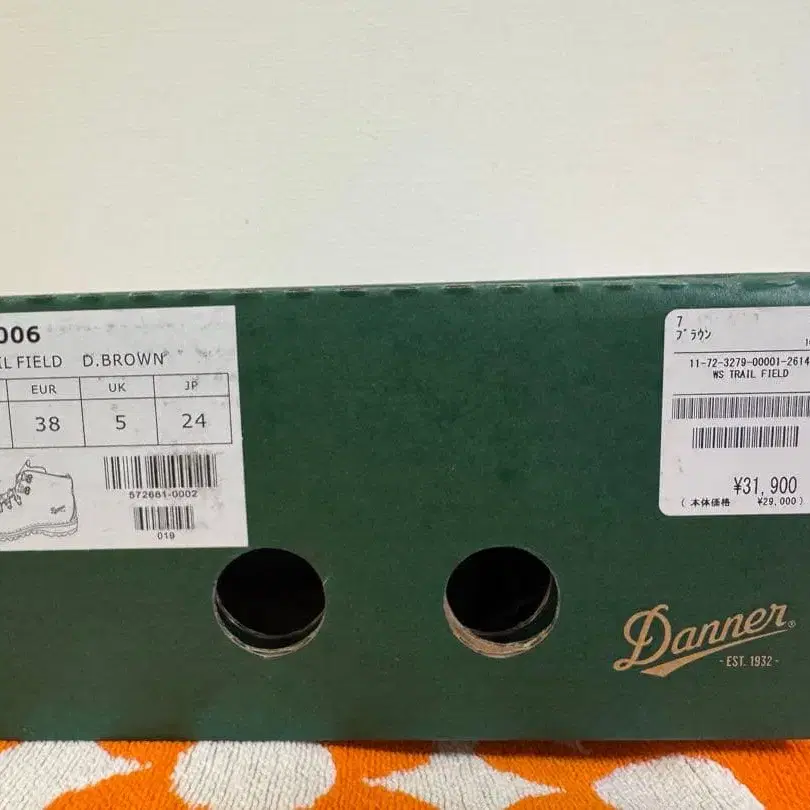 006
IL FIELD D.BROWN
EUR UK JP
38 5 24
572681-0002
019
7
ブラウン
11-72-3279-00001-2614
WS TRAIL FIELD
¥31,900
( 本体価格 ¥29,000 )
Danner®
- EST. 1932 -